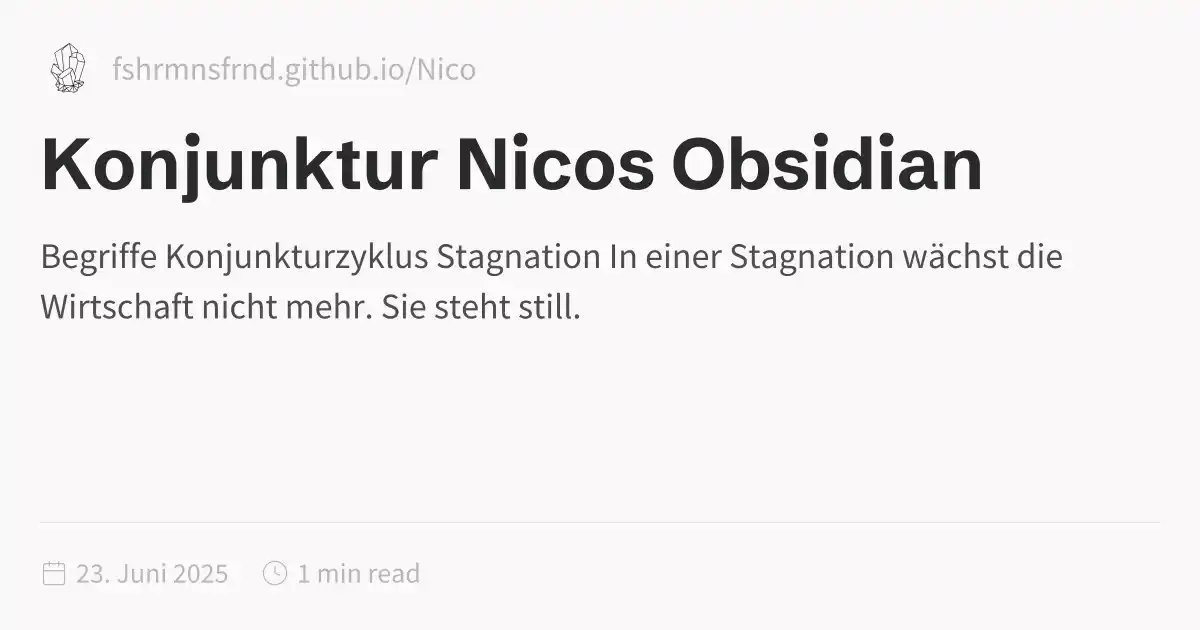 fshrmnsfrnd.github.io/Nico
Konjunktur Nicos Obsidian
Begriffe Konjunkturzyklus Stagnation In einer Stagnation wächst die
Wirtschaft nicht mehr. Sie steht still.
23. Juni 2025 1 min read